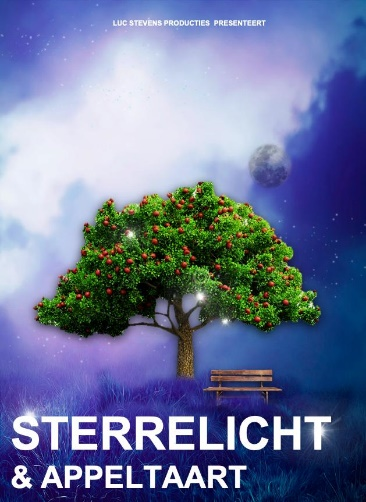 LUC STEVENS PRODUCTIES PRESENTEERT
STERRELICHT
& APPELTAART